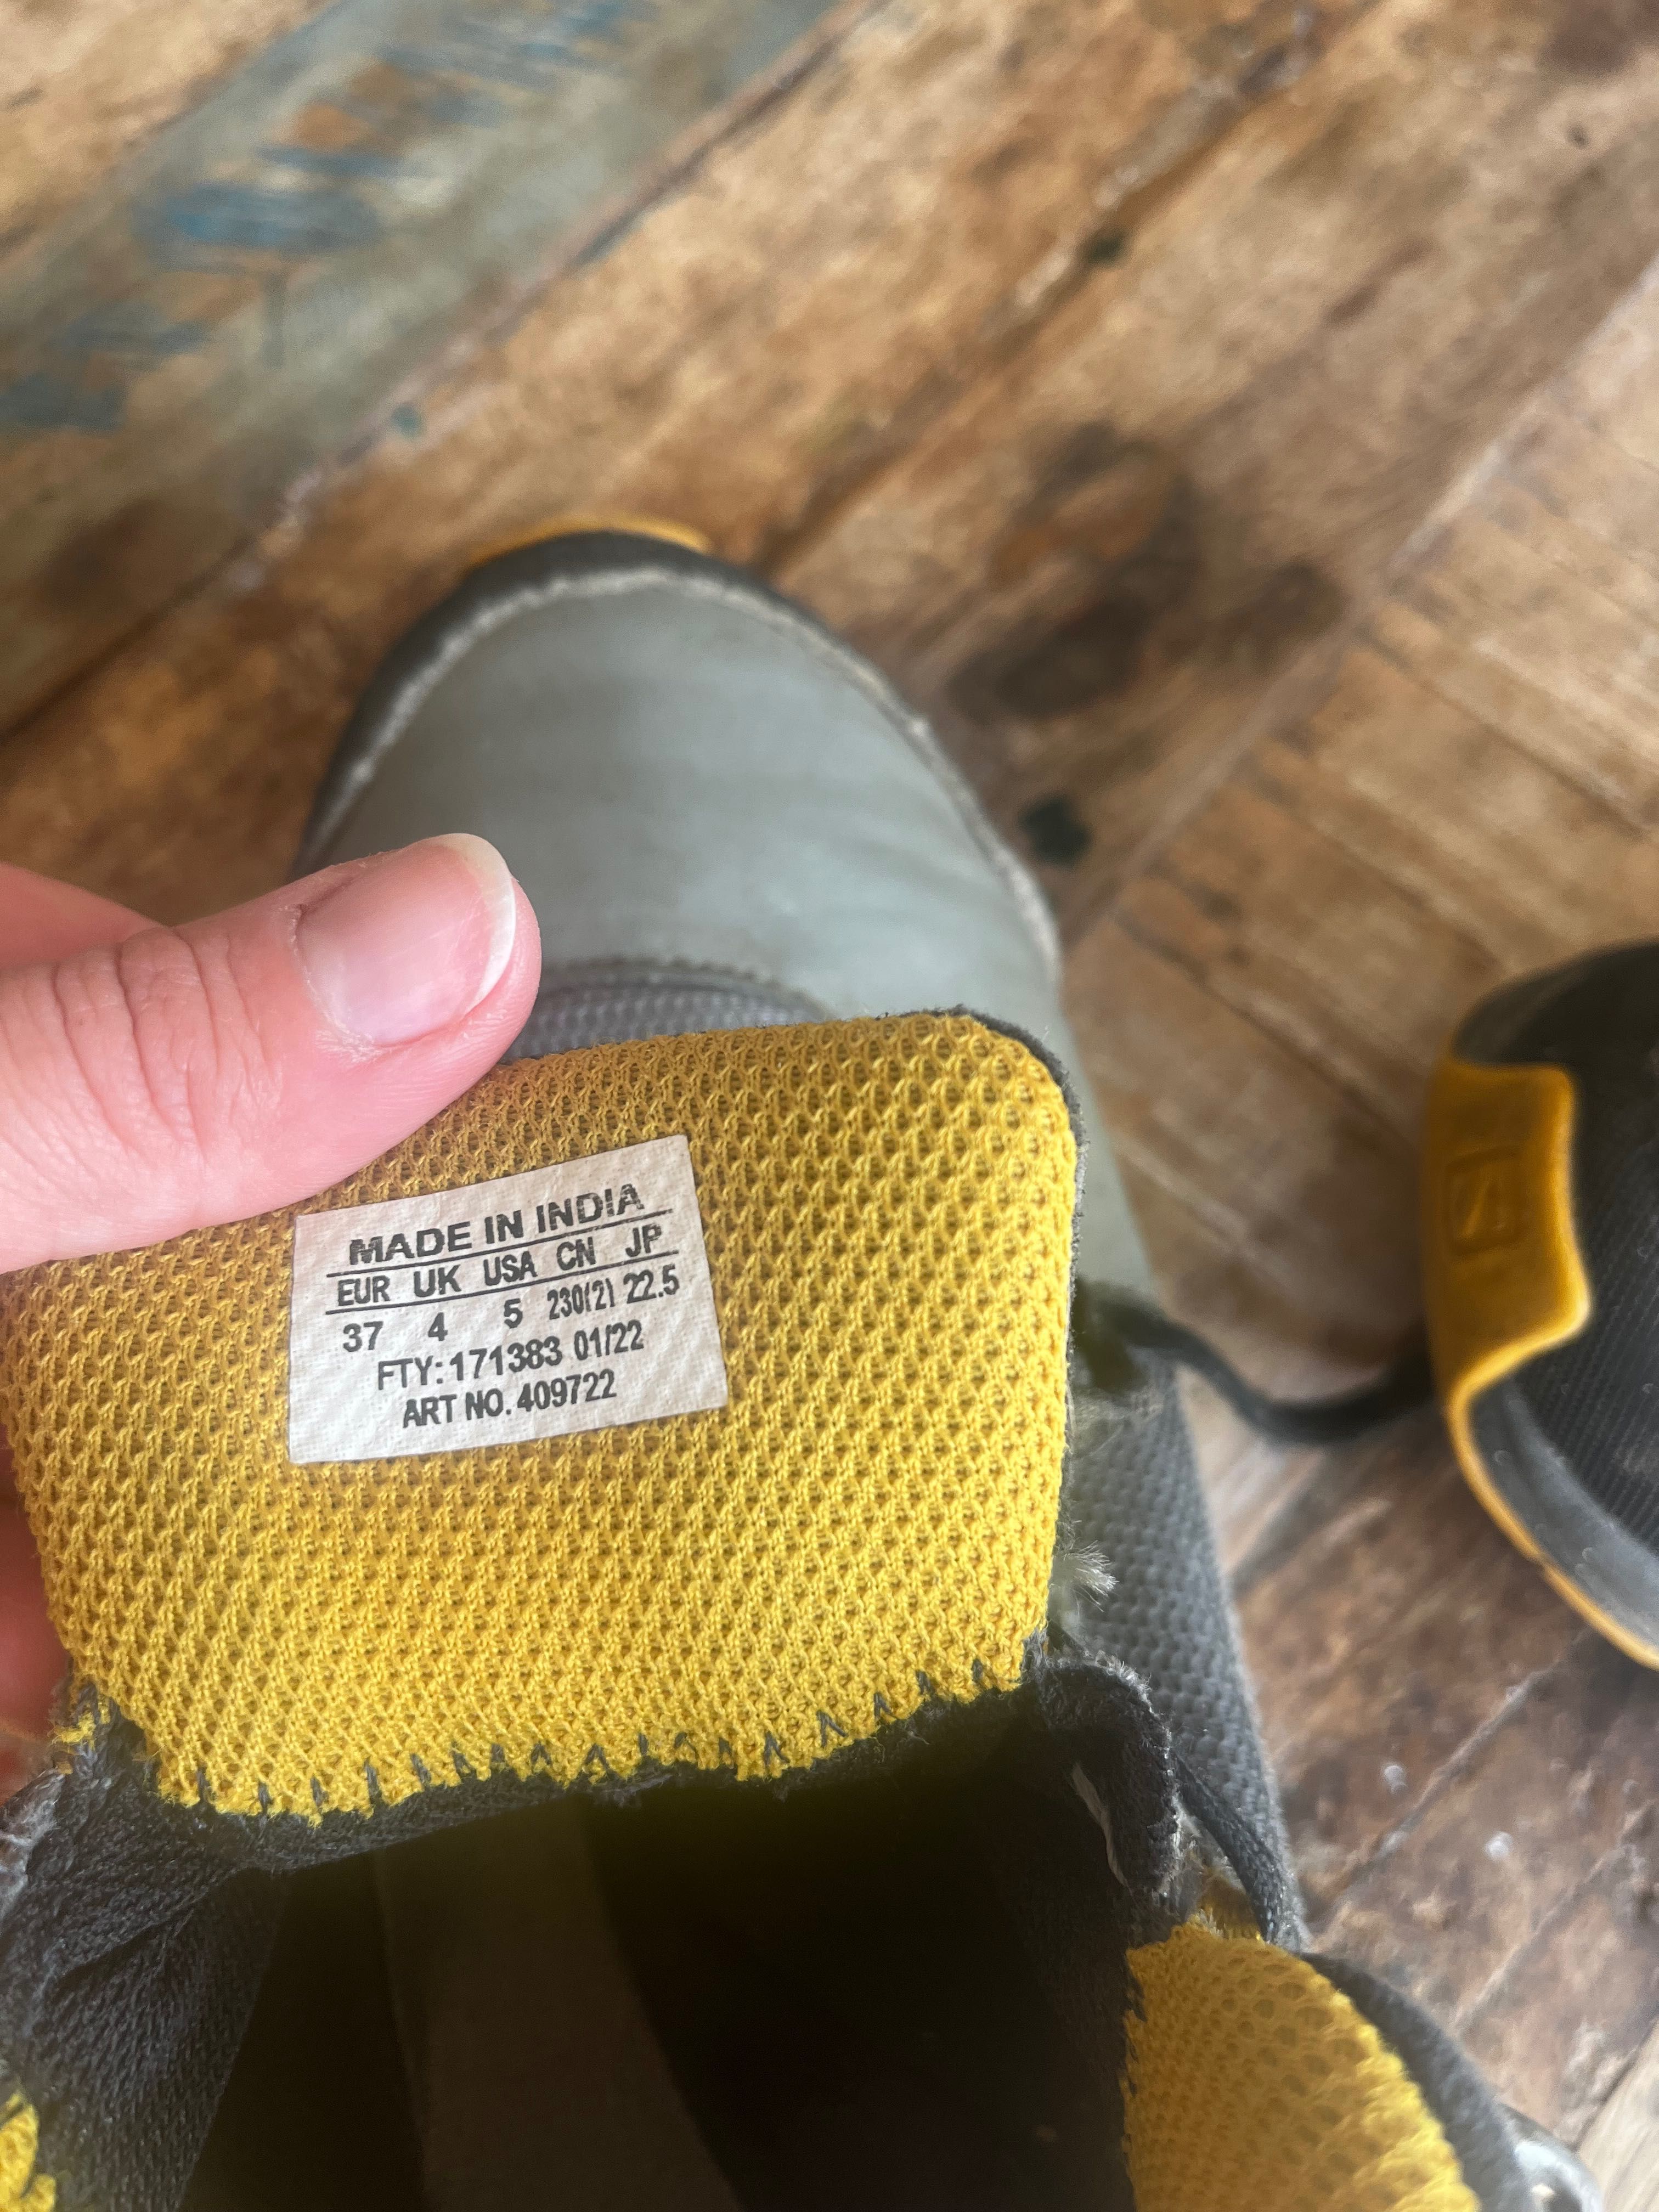 MADE IN INDIA
EUR UK USA CN JP
37 4 5 230(2) 22.5
FTY: 171383 01/22
ART NO. 409722